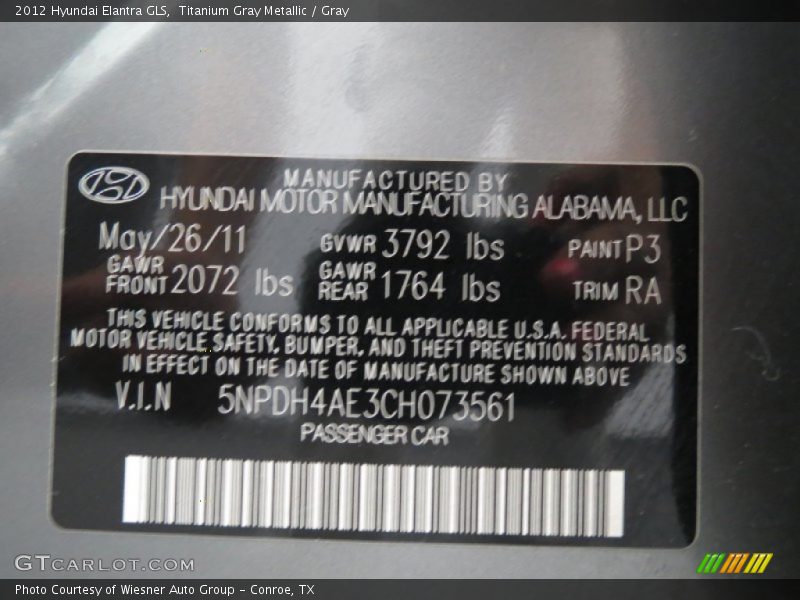 2012 Hyundai Elantra GLS, Titanium Gray Metallic / Gray
MANUFACTURED BY
HYUNDAI MOTOR MANUFACTURING ALABAMA, LLC
May/26/11 GVWR 3792 lbs PAINT P3
GAWR FRONT 2072 lbs GAWR REAR 1764 lbs TRIM RA
THIS VEHICLE CONFORMS TO ALL APPLICABLE U.S.A. FEDERAL
MOTOR VEHICLE SAFETY, BUMPER, AND THEFT PREVENTION STANDARDS
IN EFFECT ON THE DATE OF MANUFACTURE SHOWN ABOVE
V.I.N 5NPDH4AE3CH073561
PASSENGER CAR
GTCARLOT.COM
Photo Courtesy of Wiesner Auto Group - Conroe, TX